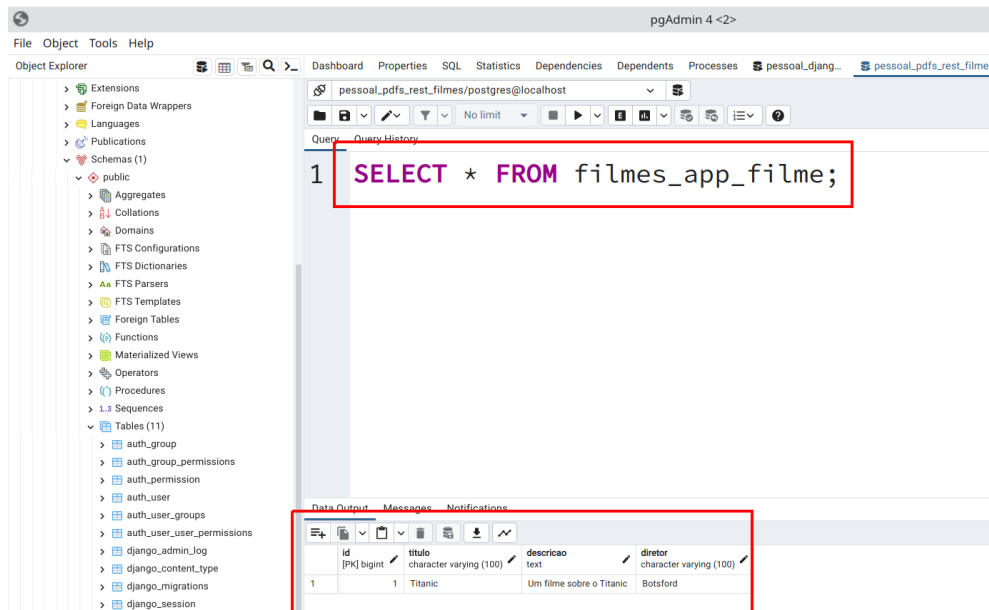 pgAdmin 4 <2>
File Object Tools Help
Object Explorer
Dashboard Properties SQL Statistics Dependencies Dependents Processes pessoal_djang... pessoal_pdfs_rest_filme
Extensions
Foreign Data Wrappers
Languages
Publications
Schemas (1)
public
Aggregates
Collations
Domains
FTS Configurations
FTS Dictionaries
Aa FTS Parsers
FTS Templates
Foreign Tables
Functions
Materialized Views
Operators
Procedures
1..3 Sequences
Tables (11)
auth_group
auth_group_permissions
auth_permission
auth_user
auth_user_groups
auth_user_user_permissions
django_admin_log
django_content_type
django_migrations
django_session
pessoal_pdfs_rest_filmes/postgres@localhost
No limit
Query Query History
1 SELECT * FROM filmes_app_filme;
Data Output Messages Notifications
id titulo descricao diretor
[PK] bigint character varying (100) text character varying (100)
1 1 Titanic Um filme sobre o Titanic Botsford